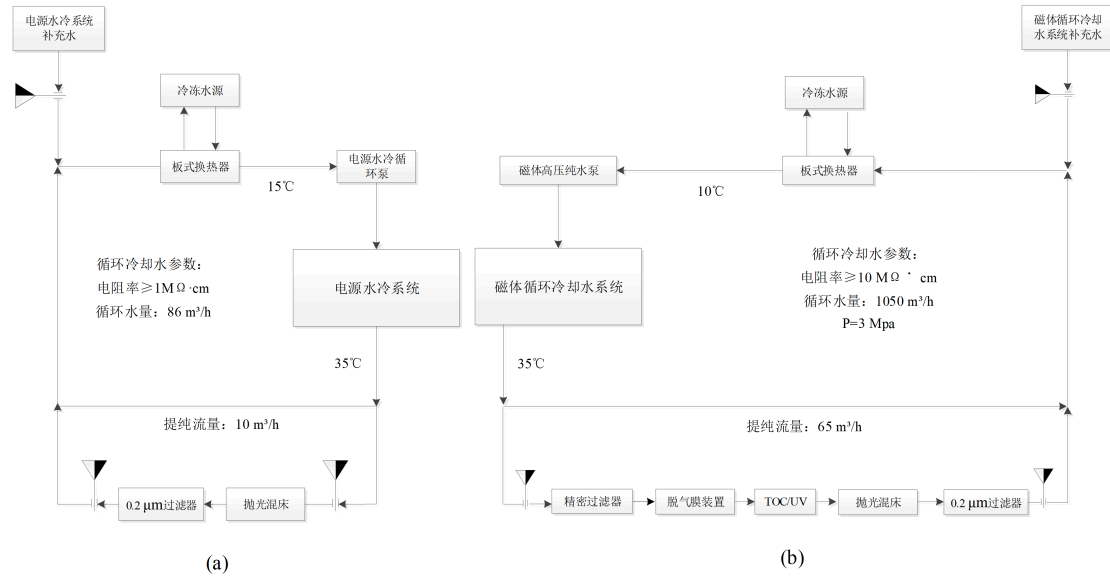 电源水冷系统
补充水
冷冻水源
板式换热器
15℃
电源水冷循
环泵
循环冷却水参数：
电阻率≥1MΩ·cm
循环水量：86 m³/h
电源水冷系统
35℃
提纯流量：10 m³/h
0.2 μm过滤器
抛光混床
(a)
磁体循环冷却
水系统补充水
冷冻水源
磁体高压纯水泵
10℃
板式换热器
磁体循环冷却水系统
循环冷却水参数：
电阻率≥10 MΩ· cm
循环水量：1050 m³/h
P=3 Mpa
35℃
提纯流量：65 m³/h
精密过滤器
脱气膜装置
TOC/UV
抛光混床
0.2 μm过滤器
(b)